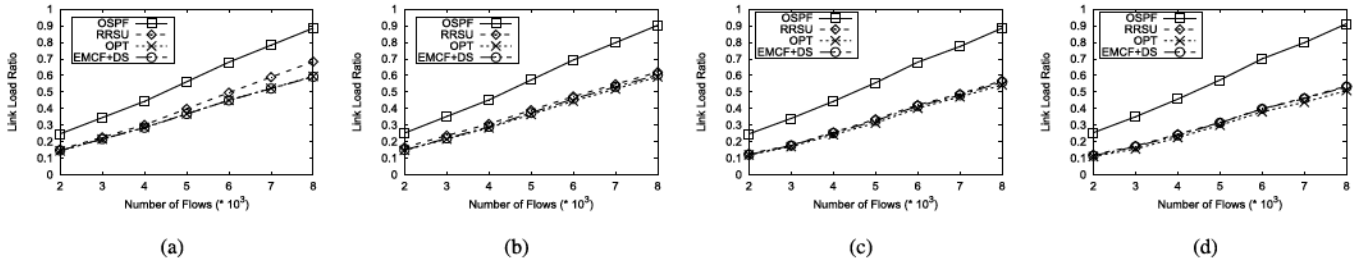 Link Load Ratio
1
0.9
0.8
0.7
0.6
0.5
0.4
0.3
0.2
0.1
0
OSPF
RRSU
OPT
EMCF+DS
2 3 4 5 6 7 8
Number of Flows (* 10³)
(a)
Link Load Ratio
1
0.9
0.8
0.7
0.6
0.5
0.4
0.3
0.2
0.1
0
OSPF
RRSU
OPT
EMCF+DS
2 3 4 5 6 7 8
Number of Flows (* 10³)
(b)
Link Load Ratio
1
0.9
0.8
0.7
0.6
0.5
0.4
0.3
0.2
0.1
0
OSPF
RRSU
OPT
EMCF+DS
2 3 4 5 6 7 8
Number of Flows (* 10³)
(c)
Link Load Ratio
1
0.9
0.8
0.7
0.6
0.5
0.4
0.3
0.2
0.1
0
OSPF
RRSU
OPT
EMCF+DS
2 3 4 5 6 7 8
Number of Flows (* 10³)
(d)